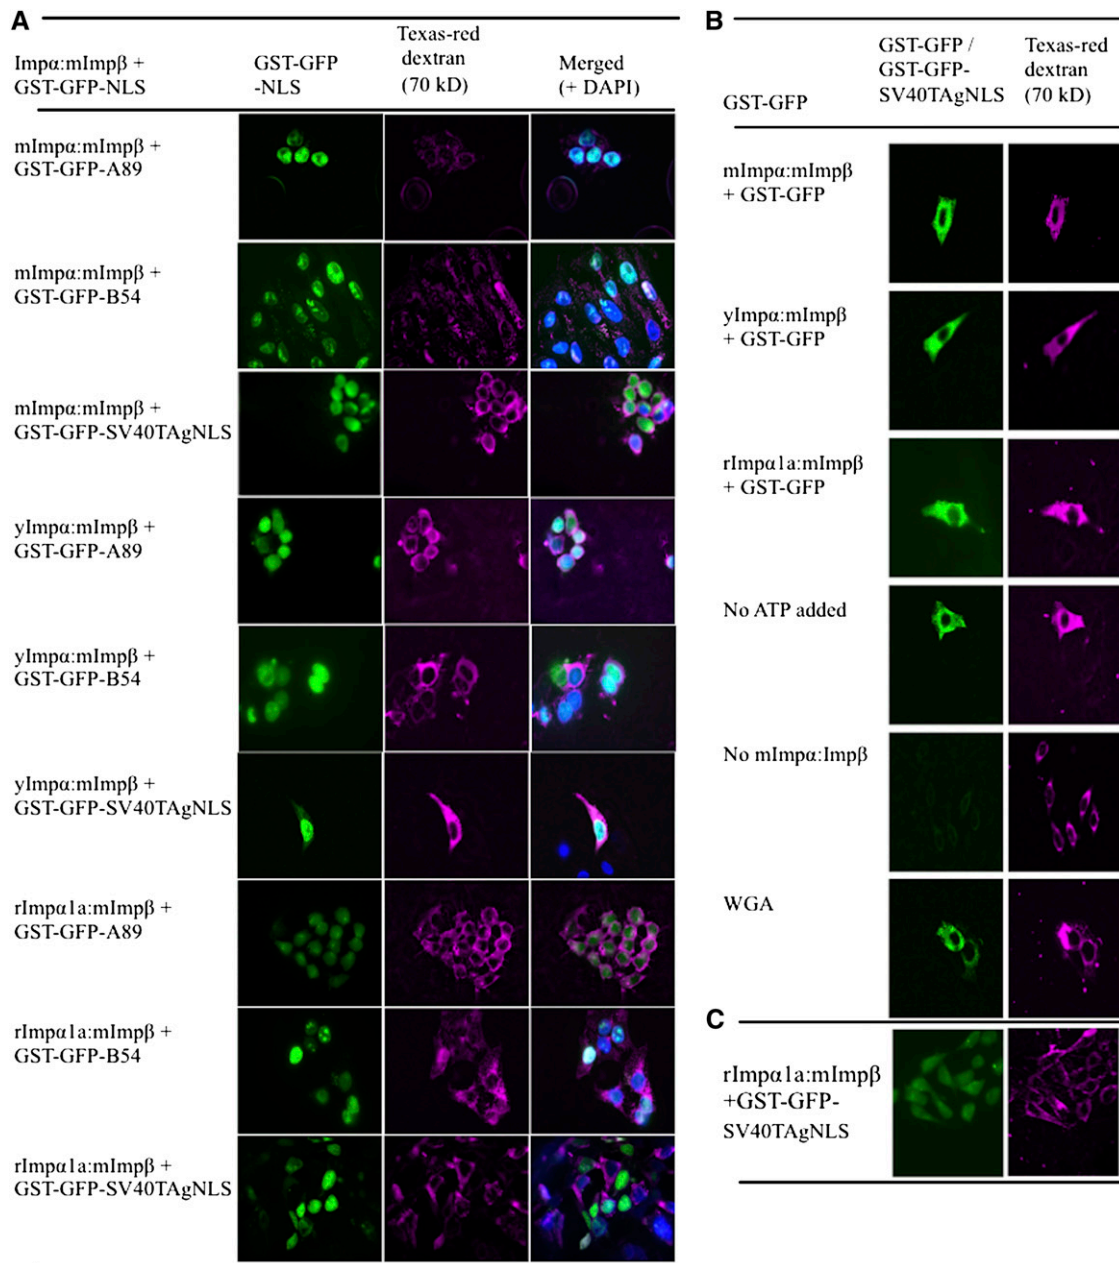 A
Impα:mImpβ +
GST-GFP-NLS
GST-GFP
-NLS
Texas-red
dextran
(70 kD)
Merged
(+ DAPI)
mImpα:mImpβ +
GST-GFP-A89
mImpα:mImpβ +
GST-GFP-B54
mImpα:mImpβ +
GST-GFP-SV40TAgNLS
yImpα:mImpβ +
GST-GFP-A89
yImpα:mImpβ +
GST-GFP-B54
yImpα:mImpβ +
GST-GFP-SV40TAgNLS
rImpα1a:mImpβ +
GST-GFP-A89
rImpα1a:mImpβ +
GST-GFP-B54
rImpα1a:mImpβ +
GST-GFP-SV40TAgNLS
B
GST-GFP
GST-GFP /
GST-GFP-
SV40TAgNLS
Texas-red
dextran
(70 kD)
mImpα:mImpβ
+ GST-GFP
yImpα:mImpβ
+ GST-GFP
rImpα1a:mImpβ
+ GST-GFP
No ATP added
No mImpα:Impβ
WGA
C
rImpα1a:mImpβ
+GST-GFP-
SV40TAgNLS